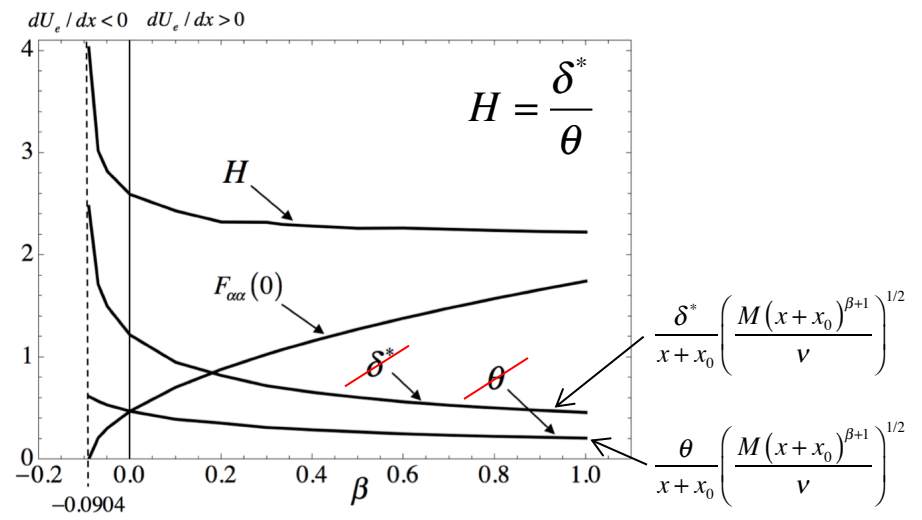 dU_e / dx < 0 dU_e / dx > 0
4
3
2
1
0
H = δ* / θ
H
F_αα(0)
δ*
θ
δ* / (x + x_0) (M(x + x_0)^(β+1) / ν)^(1/2)
θ / (x + x_0) (M(x + x_0)^(β+1) / ν)^(1/2)
−0.2 0.0 0.2 0.4 0.6 0.8 1.0
β
−0.0904